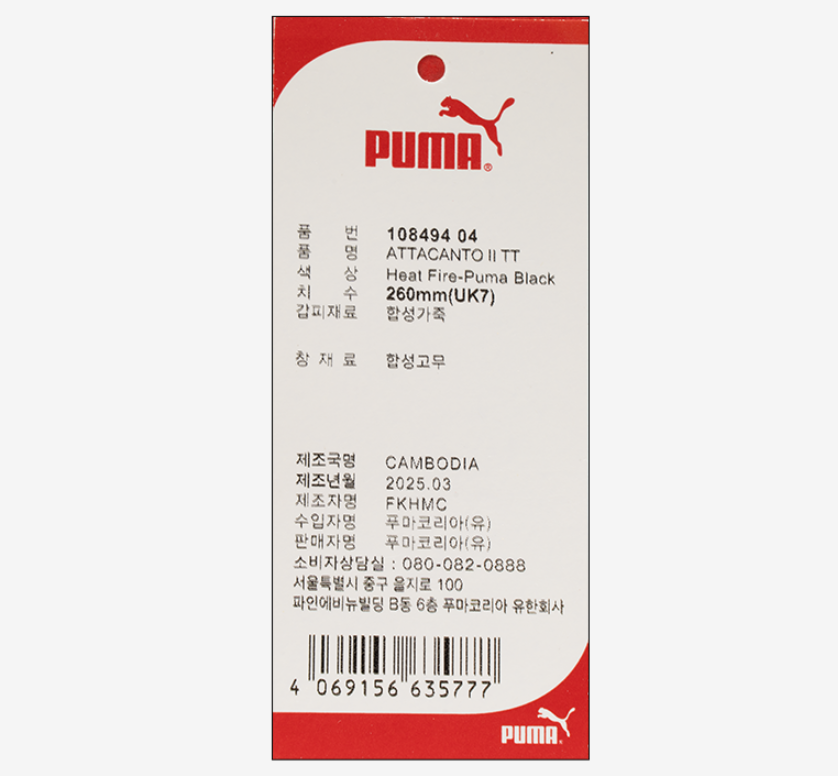 PUMA®
품 번 108494 04
품 명 ATTACANTO II TT
색 상 Heat Fire-Puma Black
치 수 260mm(UK7)
갑피재료 합성가죽
창 재 료 합성고무
제조국명 CAMBODIA
제조년월 2025.03
제조자명 FKHMC
수입자명 푸마코리아(유)
판매자명 푸마코리아(유)
소비자상담실 : 080-082-0888
서울특별시 중구 을지로 100
파인에비뉴빌딩 B동 6층 푸마코리아 유한회사
4 069156 635777
PUMA®